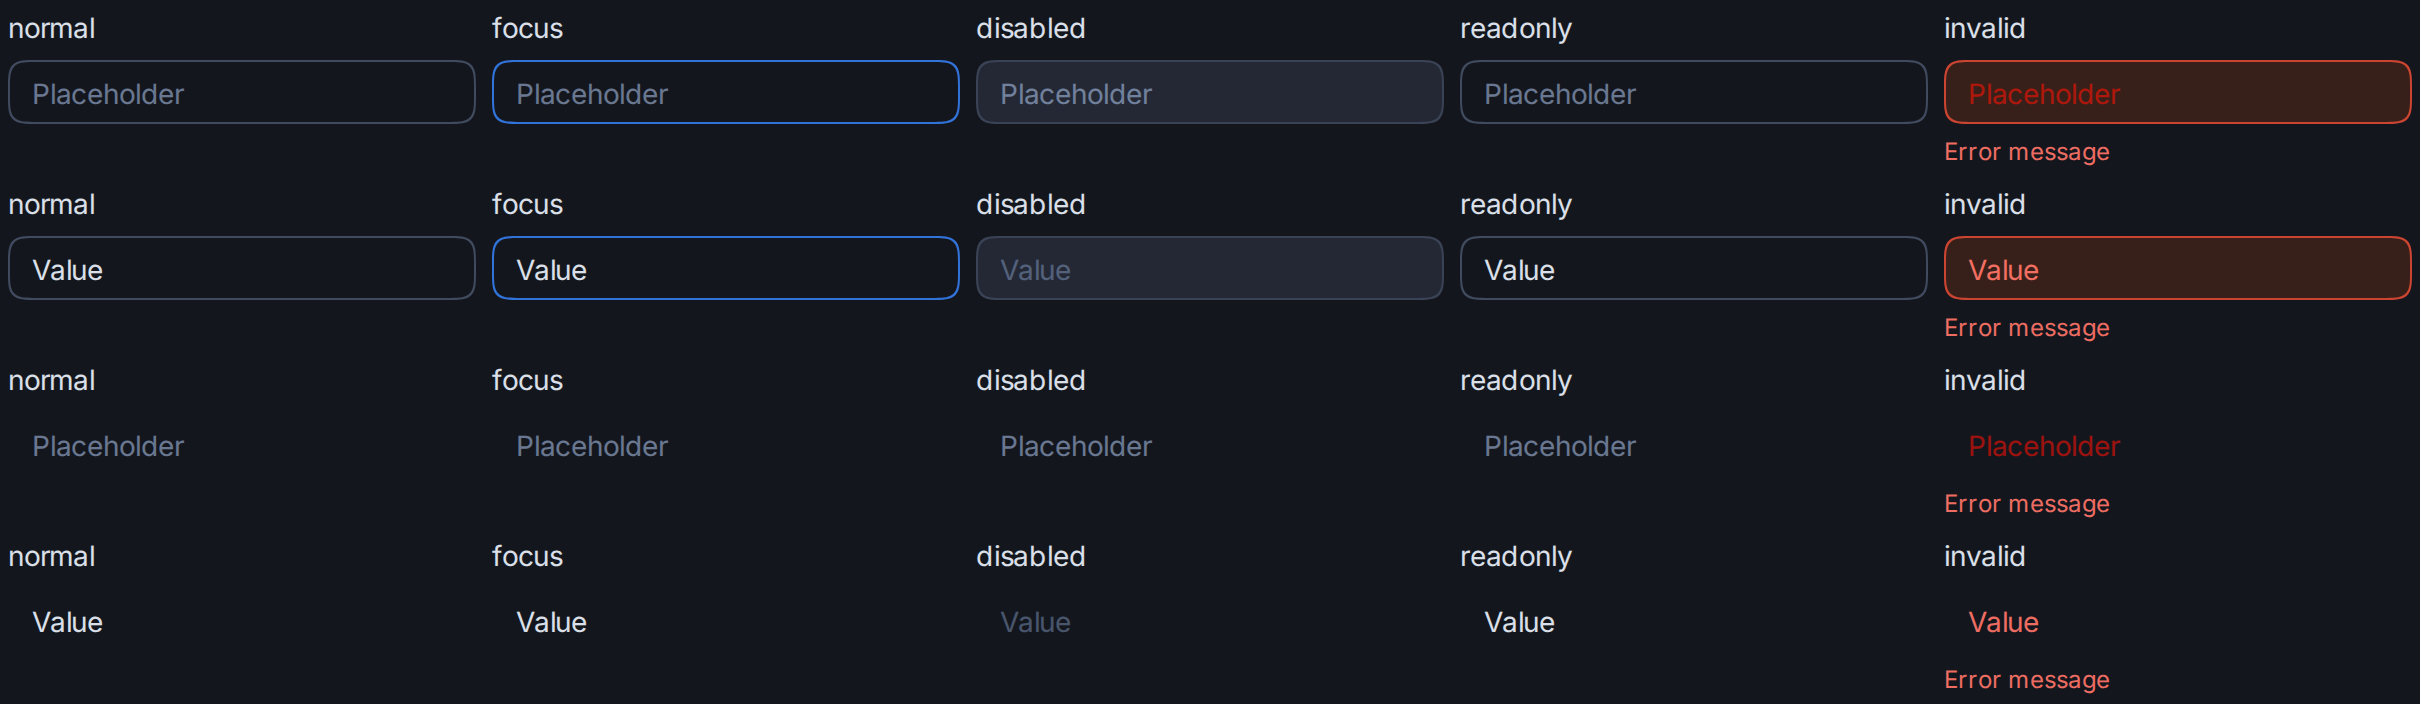 normal focus disabled readonly invalid
Placeholder Placeholder Placeholder Placeholder Placeholder
Error message
normal focus disabled readonly invalid
Value Value Value Value Value
Error message
normal focus disabled readonly invalid
Placeholder Placeholder Placeholder Placeholder Placeholder
Error message
normal focus disabled readonly invalid
Value Value Value Value Value
Error message